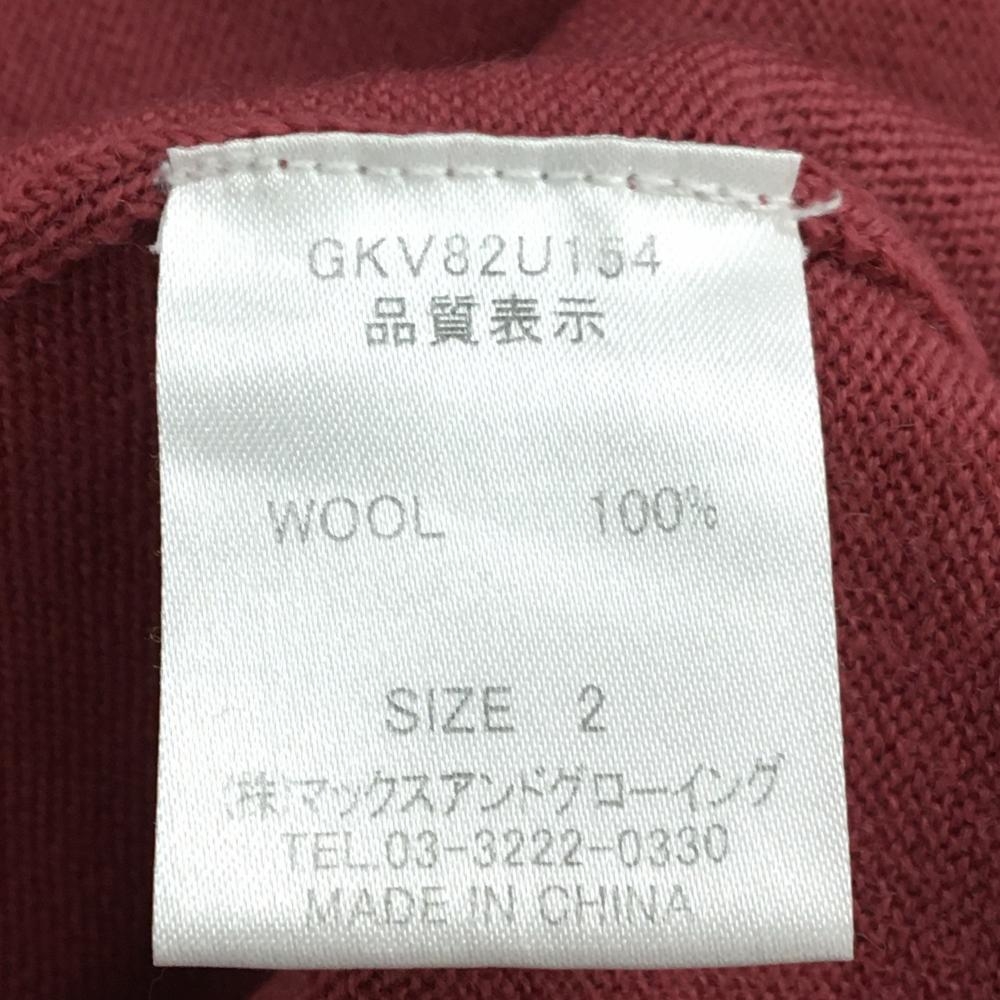 GKV82U154
品質表示
WOOL 100%
SIZE 2
(株)マックスアンドグローイング
TEL.03-3222-0330
MADE IN CHINA